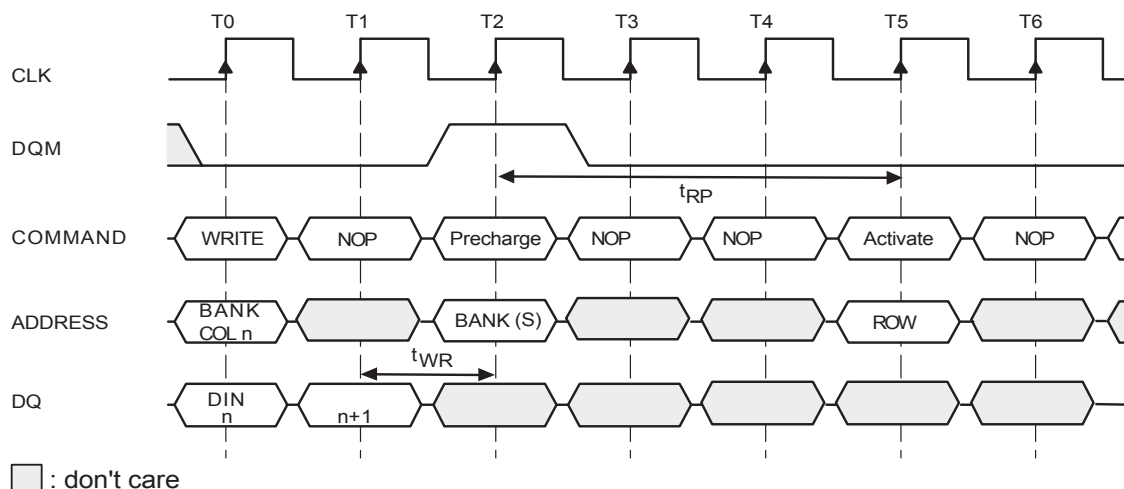 T0 T1 T2 T3 T4 T5 T6
CLK
DQM
tRP
COMMAND WRITE NOP Precharge NOP NOP Activate NOP
ADDRESS BANK COL n BANK (S) ROW
tWR
DQ DIN n n+1
: don't care